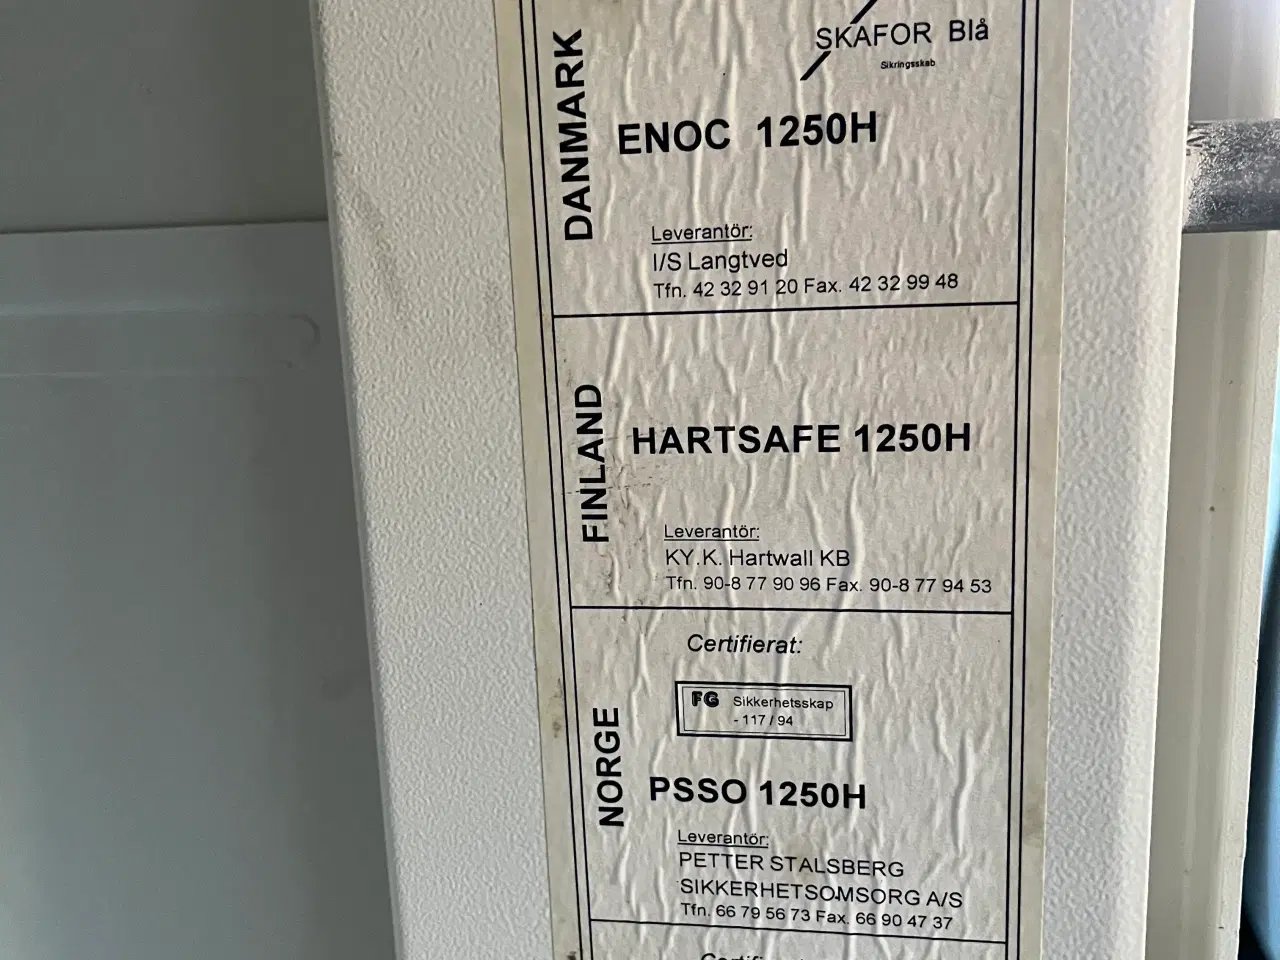 SKAFOR Blå
Sikringsskab
DANMARK
ENOC 1250H
Leverantör:
I/S Langtved
Tfn. 42 32 91 20 Fax. 42 32 99 48
FINLAND
HARTSAFE 1250H
Leverantör:
KY.K. Hartwall KB
Tfn. 90-8 77 90 96 Fax. 90-8 77 94 53
NORGE
Certifierat:
FG Sikkerhetsskap
- 117 / 94
PSSO 1250H
Leverantör:
PETTER STALSBERG
SIKKERHETSOMSORG A/S
Tfn. 66 79 56 73 Fax. 66 90 47 37